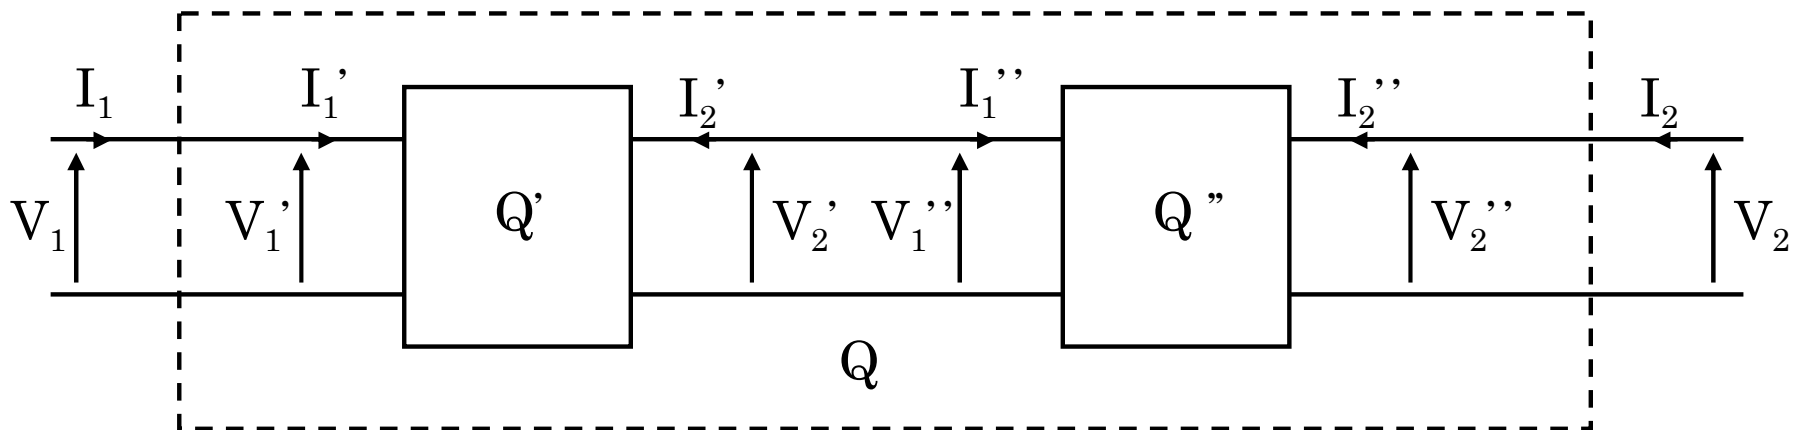 I₁ I₁’ I₂’ I₁’’ I₂’’ I₂
V₁ V₁’ Q’ V₂’ V₁’’ Q” V₂’’ V₂
Q